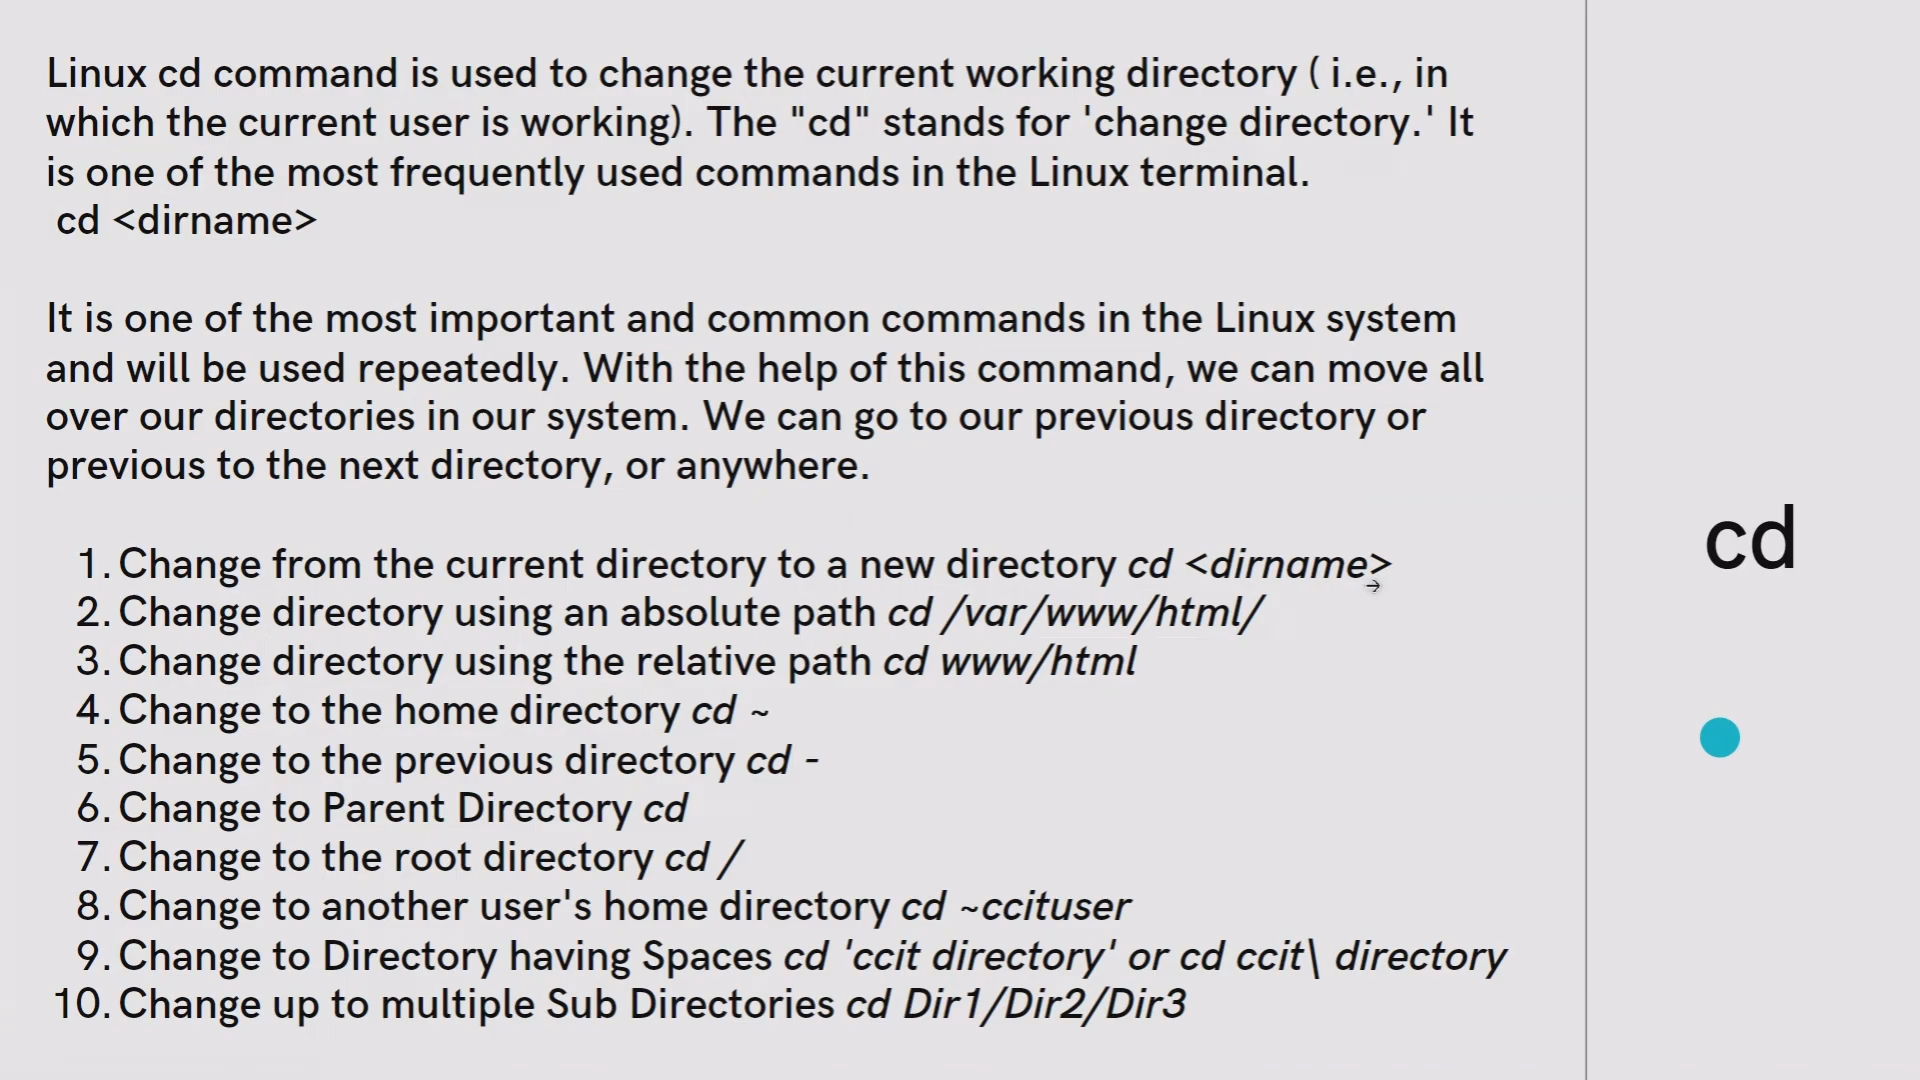 Linux cd command is used to change the current working directory ( i.e., in
which the current user is working). The "cd" stands for 'change directory.' It
is one of the most frequently used commands in the Linux terminal.
cd <dirname>
It is one of the most important and common commands in the Linux system
and will be used repeatedly. With the help of this command, we can move all
over our directories in our system. We can go to our previous directory or
previous to the next directory, or anywhere.
1. Change from the current directory to a new directory cd <dirname>
2. Change directory using an absolute path cd /var/www/html/
3. Change directory using the relative path cd www/html
4. Change to the home directory cd ~
5. Change to the previous directory cd -
6. Change to Parent Directory cd
7. Change to the root directory cd /
8. Change to another user's home directory cd ~ccituser
9. Change to Directory having Spaces cd 'ccit directory' or cd ccit\ directory
10. Change up to multiple Sub Directories cd Dir1/Dir2/Dir3
cd